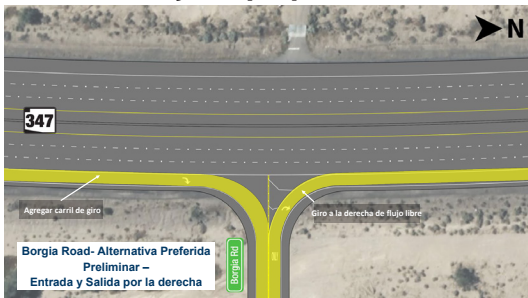 N
347
Agregar carril de giro
Giro a la derecha de flujo libre
Borgia Road- Alternativa Preferida
Preliminar –
Entrada y Salida por la derecha
Borgia Rd